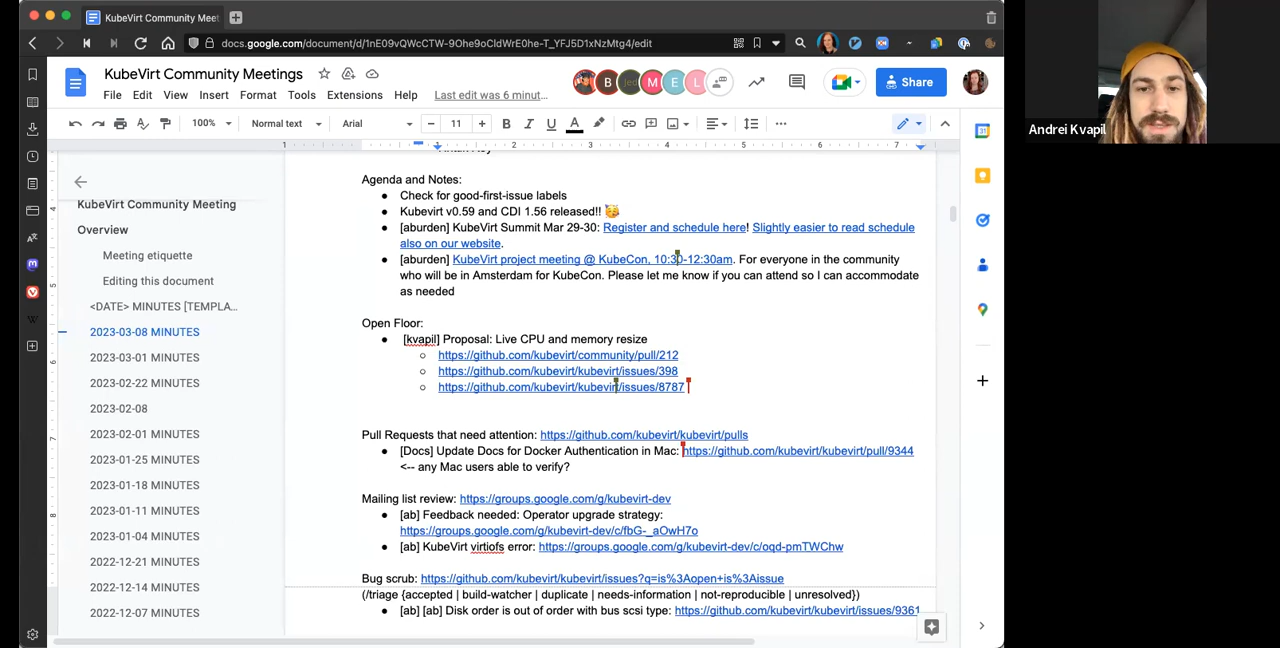 KubeVirt Community Meet
docs.google.com/document/d/1nE09vQWcCTW-9Ohe9oCldWrE0he-T_YFJ5D1xNzMtg4/edit
KubeVirt Community Meetings
File Edit View Insert Format Tools Extensions Help Last edit was 6 minut...
Share
B jed M E L
100% Normal text Arial 11
1 1 2 3 4 5 6 7
KubeVirt Community Meeting
Overview
Meeting etiquette
Editing this document
<DATE> MINUTES [TEMPLA...
2023-03-08 MINUTES
2023-03-01 MINUTES
2023-02-22 MINUTES
2023-02-08
2023-02-01 MINUTES
2023-01-25 MINUTES
2023-01-18 MINUTES
2023-01-11 MINUTES
2023-01-04 MINUTES
2022-12-21 MINUTES
2022-12-14 MINUTES
2022-12-07 MINUTES
Agenda and Notes:
● Check for good-first-issue labels
● Kubevirt v0.59 and CDI 1.56 released!! 🥳
● [aburden] KubeVirt Summit Mar 29-30: Register and schedule here! Slightly easier to read schedule
also on our website.
● [aburden] KubeVirt project meeting @ KubeCon, 10:30-12:30am. For everyone in the community
who will be in Amsterdam for KubeCon. Please let me know if you can attend so I can accommodate
as needed
Open Floor:
● [kvapil] Proposal: Live CPU and memory resize
○ https://github.com/kubevirt/community/pull/212
○ https://github.com/kubevirt/kubevirt/issues/398
○ https://github.com/kubevirt/kubevirt/issues/8787
Pull Requests that need attention: https://github.com/kubevirt/kubevirt/pulls
● [Docs] Update Docs for Docker Authentication in Mac: https://github.com/kubevirt/kubevirt/pull/9344
<-- any Mac users able to verify?
Mailing list review: https://groups.google.com/g/kubevirt-dev
● [ab] Feedback needed: Operator upgrade strategy:
https://groups.google.com/g/kubevirt-dev/c/fbG-_aOwH7o
● [ab] KubeVirt virtiofs error: https://groups.google.com/g/kubevirt-dev/c/oqd-pmTWChw
Bug scrub: https://github.com/kubevirt/kubevirt/issues?q=is%3Aopen+is%3Aissue
(/triage {accepted | build-watcher | duplicate | needs-information | not-reproducible | unresolved})
● [ab] [ab] Disk order is out of order with bus scsi type: https://github.com/kubevirt/kubevirt/issues/9361
Andrei Kvapil